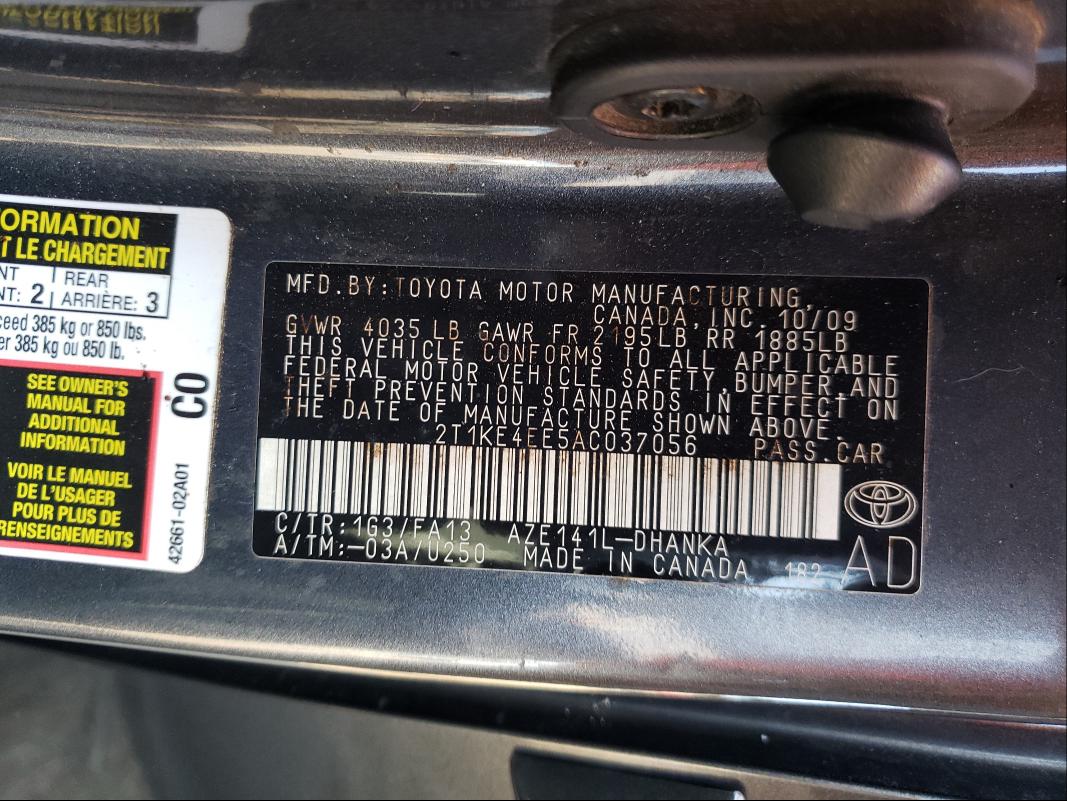 ORMATION
T LE CHARGEMENT
NT
REAR
NT: 2
ARRIÈRE: 3
ceed 385 kg or 850 lbs.
er 385 kg ou 850 lb.
SEE OWNER'S
MANUAL FOR
ADDITIONAL
INFORMATION
VOIR LE MANUEL
DE L'USAGER
POUR PLUS DE
RENSEIGNEMENTS
CO
42661-02A01
MFD.BY:TOYOTA MOTOR MANUFACTURING,
CANADA, INC. 10/09
GVWR 4035 LB GAWR FR 2195LB RR 1885LB
THIS VEHICLE CONFORMS TO ALL APPLICABLE
FEDERAL MOTOR VEHICLE SAFETY,BUMPER AND
THEFT PREVENTION STANDARDS IN EFFECT ON
THE DATE OF MANUFACTURE SHOWN ABOVE.
2T1KE4EE5AC037056 PASS.CAR
C/TR:1G3/FA13 AZE141L-DHANKA
A/TM:-03A/U250 MADE IN CANADA 182
AD